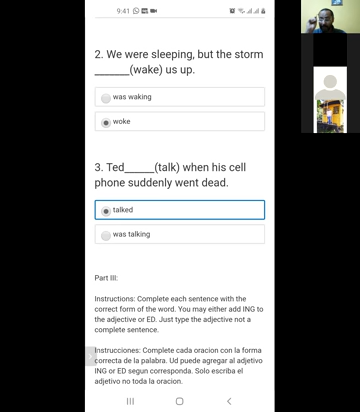 9:41
2. We were sleeping, but the storm
______(wake) us up.
was waking
woke
3. Ted_____(talk) when his cell
phone suddenly went dead.
talked
was talking
Part III:
Instructions: Complete each sentence with the
correct form of the word. You may either add ING to
the adjective or ED. Just type the adjective not a
complete sentence.
Instrucciones: Complete cada oracion con la forma
correcta de la palabra. Ud puede agregar al adjetivo
ING or ED segun corresponda. Solo escriba el
adjetivo no toda la oracion.